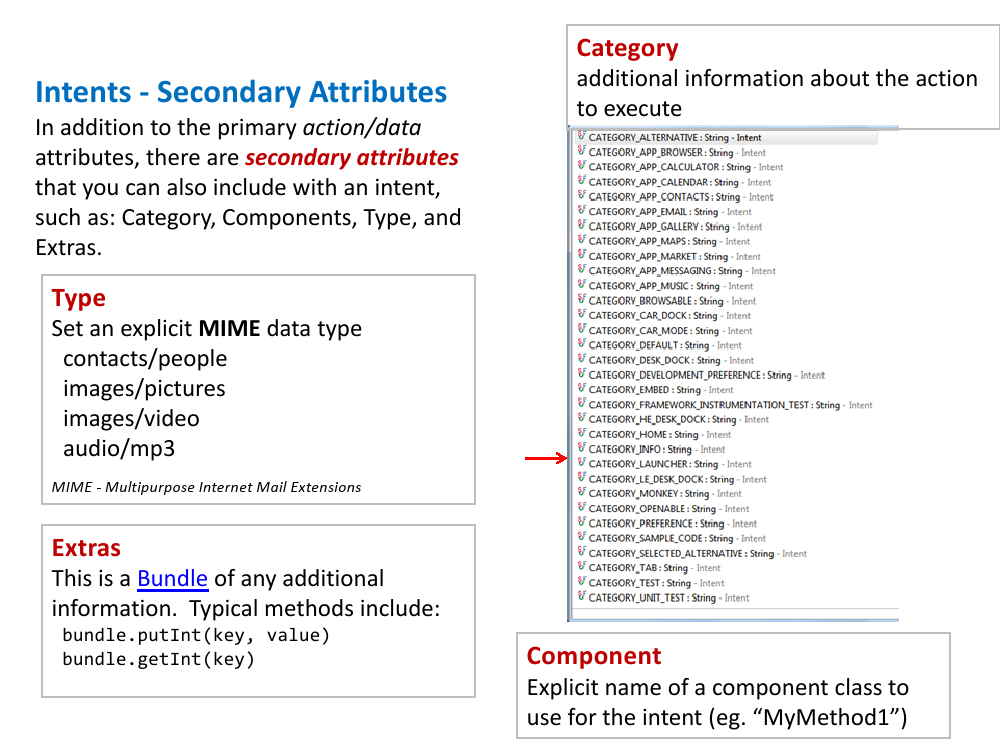 Intents - Secondary Attributes
In addition to the primary action/data
attributes, there are secondary attributes
that you can also include with an intent,
such as: Category, Components, Type, and
Extras.
Type
Set an explicit MIME data type
contacts/people
images/pictures
images/video
audio/mp3
MIME - Multipurpose Internet Mail Extensions
Extras
This is a Bundle of any additional
information. Typical methods include:
bundle.putInt(key, value)
bundle.getInt(key)
Category
additional information about the action
to execute
CATEGORY_ALTERNATIVE : String - Intent
CATEGORY_APP_BROWSER : String - Intent
CATEGORY_APP_CALCULATOR : String - Intent
CATEGORY_APP_CALENDAR : String - Intent
CATEGORY_APP_CONTACTS : String - Intent
CATEGORY_APP_EMAIL : String - Intent
CATEGORY_APP_GALLERY : String - Intent
CATEGORY_APP_MAPS : String - Intent
CATEGORY_APP_MARKET : String - Intent
CATEGORY_APP_MESSAGING : String - Intent
CATEGORY_APP_MUSIC : String - Intent
CATEGORY_BROWSABLE : String - Intent
CATEGORY_CAR_DOCK : String - Intent
CATEGORY_CAR_MODE : String - Intent
CATEGORY_DEFAULT : String - Intent
CATEGORY_DESK_DOCK : String - Intent
CATEGORY_DEVELOPMENT_PREFERENCE : String - Intent
CATEGORY_EMBED : String - Intent
CATEGORY_FRAMEWORK_INSTRUMENTATION_TEST : String - Intent
CATEGORY_HE_DESK_DOCK : String - Intent
CATEGORY_HOME : String - Intent
CATEGORY_INFO : String - Intent
CATEGORY_LAUNCHER : String - Intent
CATEGORY_LE_DESK_DOCK : String - Intent
CATEGORY_MONKEY : String - Intent
CATEGORY_OPENABLE : String - Intent
CATEGORY_PREFERENCE : String - Intent
CATEGORY_SAMPLE_CODE : String - Intent
CATEGORY_SELECTED_ALTERNATIVE : String - Intent
CATEGORY_TAB : String - Intent
CATEGORY_TEST : String - Intent
CATEGORY_UNIT_TEST : String - Intent
Component
Explicit name of a component class to
use for the intent (eg. “MyMethod1”)